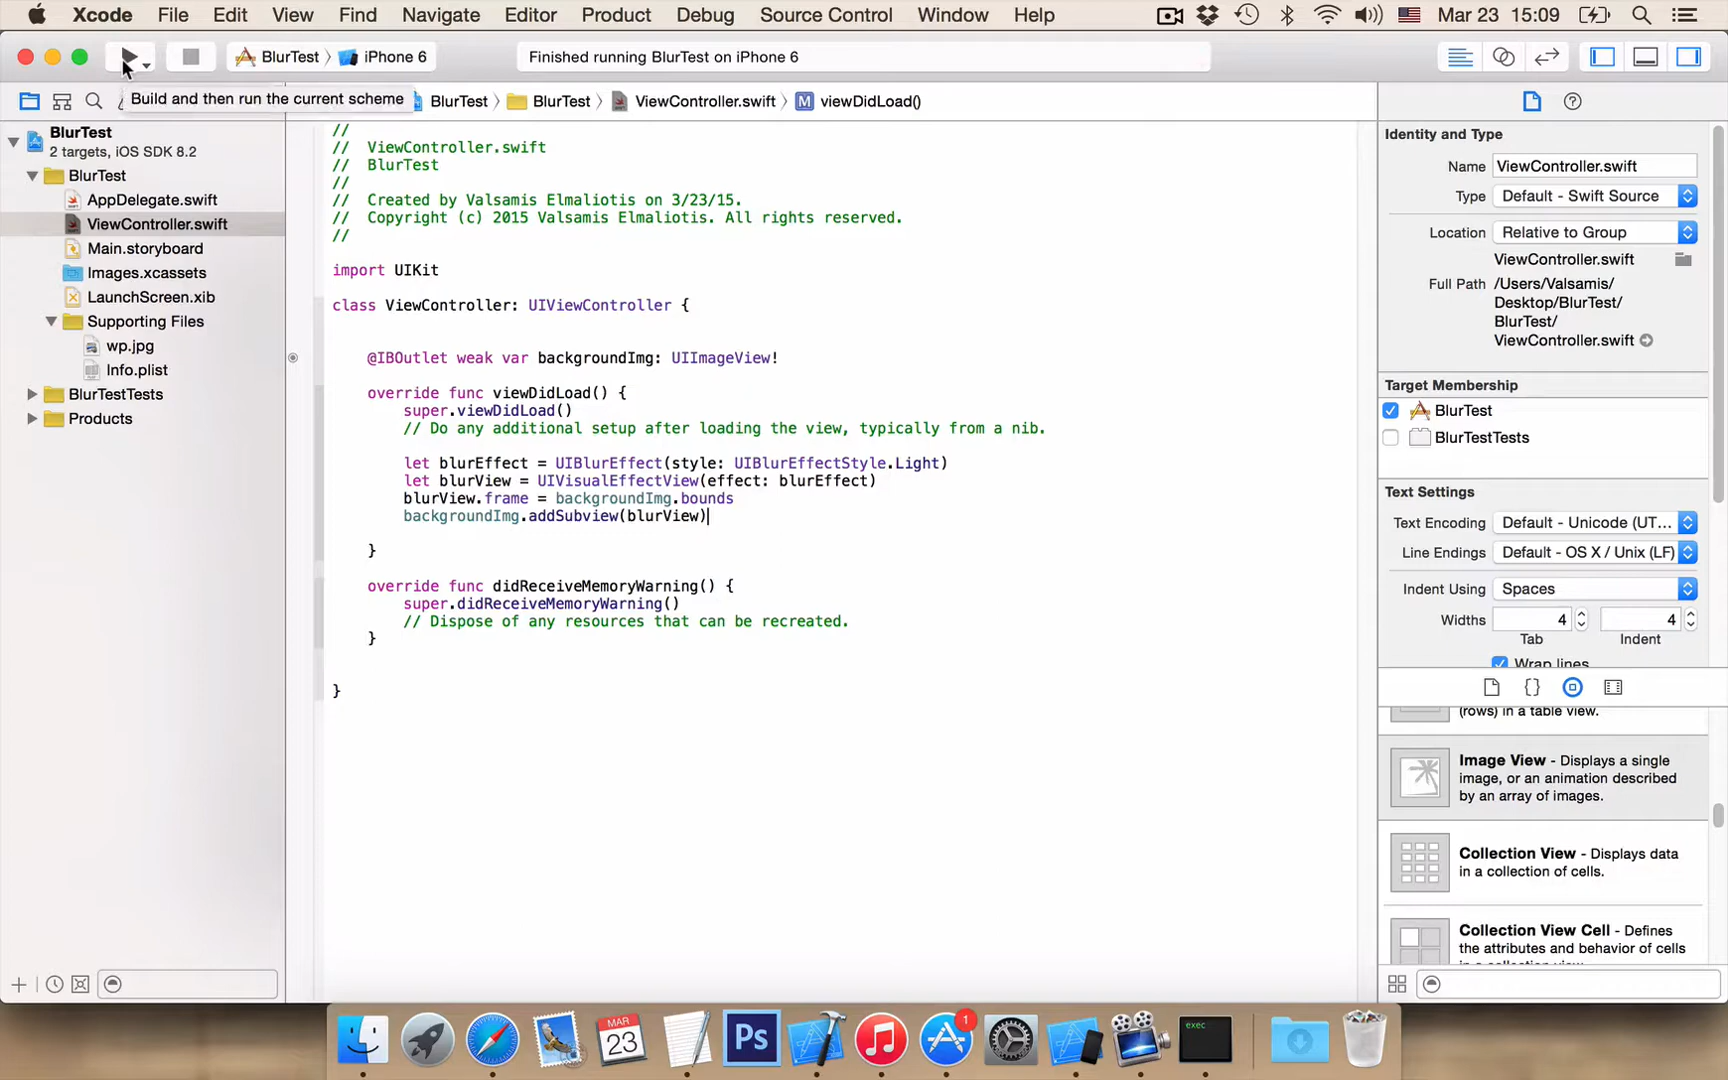 Xcode File Edit View Find Navigate Editor Product Debug Source Control Window Help Mar 23 15:09
BlurTest iPhone 6 Finished running BlurTest on iPhone 6
Build and then run the current scheme
BlurTest BlurTest ViewController.swift M viewDidLoad()
BlurTest
2 targets, iOS SDK 8.2
BlurTest
AppDelegate.swift
ViewController.swift
Main.storyboard
Images.xcassets
LaunchScreen.xib
Supporting Files
wp.jpg
Info.plist
BlurTestTests
Products
//
// ViewController.swift
// BlurTest
//
// Created by Valsamis Elmaliotis on 3/23/15.
// Copyright (c) 2015 Valsamis Elmaliotis. All rights reserved.
//
import UIKit
class ViewController: UIViewController {
@IBOutlet weak var backgroundImg: UIImageView!
override func viewDidLoad() {
super.viewDidLoad()
// Do any additional setup after loading the view, typically from a nib.
let blurEffect = UIBlurEffect(style: UIBlurEffectStyle.Light)
let blurView = UIVisualEffectView(effect: blurEffect)
blurView.frame = backgroundImg.bounds
backgroundImg.addSubview(blurView)
}
override func didReceiveMemoryWarning() {
super.didReceiveMemoryWarning()
// Dispose of any resources that can be recreated.
}
}
Identity and Type
Name ViewController.swift
Type Default - Swift Source
Location Relative to Group
ViewController.swift
Full Path /Users/Valsamis/
Desktop/BlurTest/
BlurTest/
ViewController.swift
Target Membership
BlurTest
BlurTestTests
Text Settings
Text Encoding Default - Unicode (UT...
Line Endings Default - OS X / Unix (LF)
Indent Using Spaces
Widths 4 4
Tab Indent
Wrap lines
{}
(rows) in a table view.
Image View - Displays a single
image, or an animation described
by an array of images.
Collection View - Displays data
in a collection of cells.
Collection View Cell - Defines
the attributes and behavior of cells
in a collection view.
MAR
23
Ps
1
exec